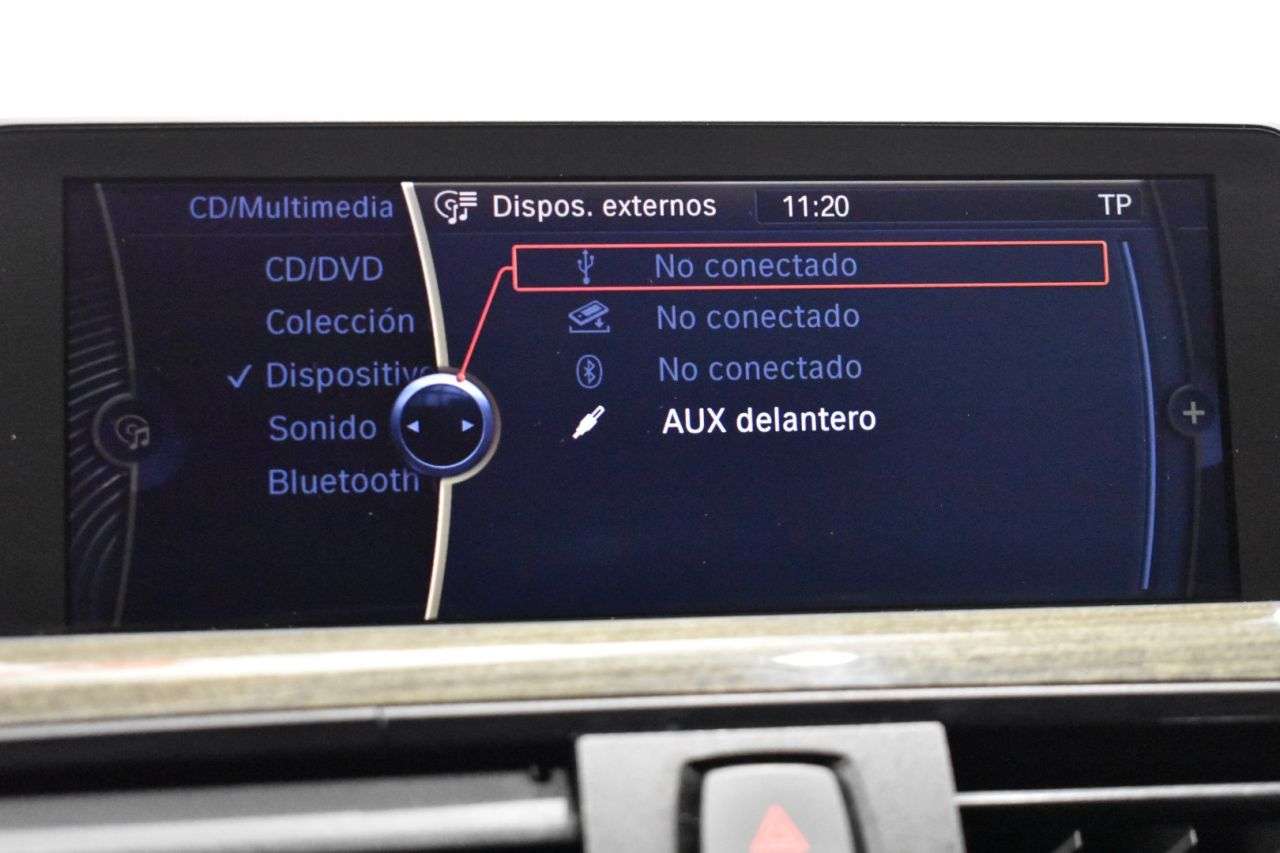 CD/Multimedia
Dispos. externos 11:20 TP
CD/DVD
Colección
Dispositiv
Sonido
Bluetooth
No conectado
No conectado
No conectado
AUX delantero